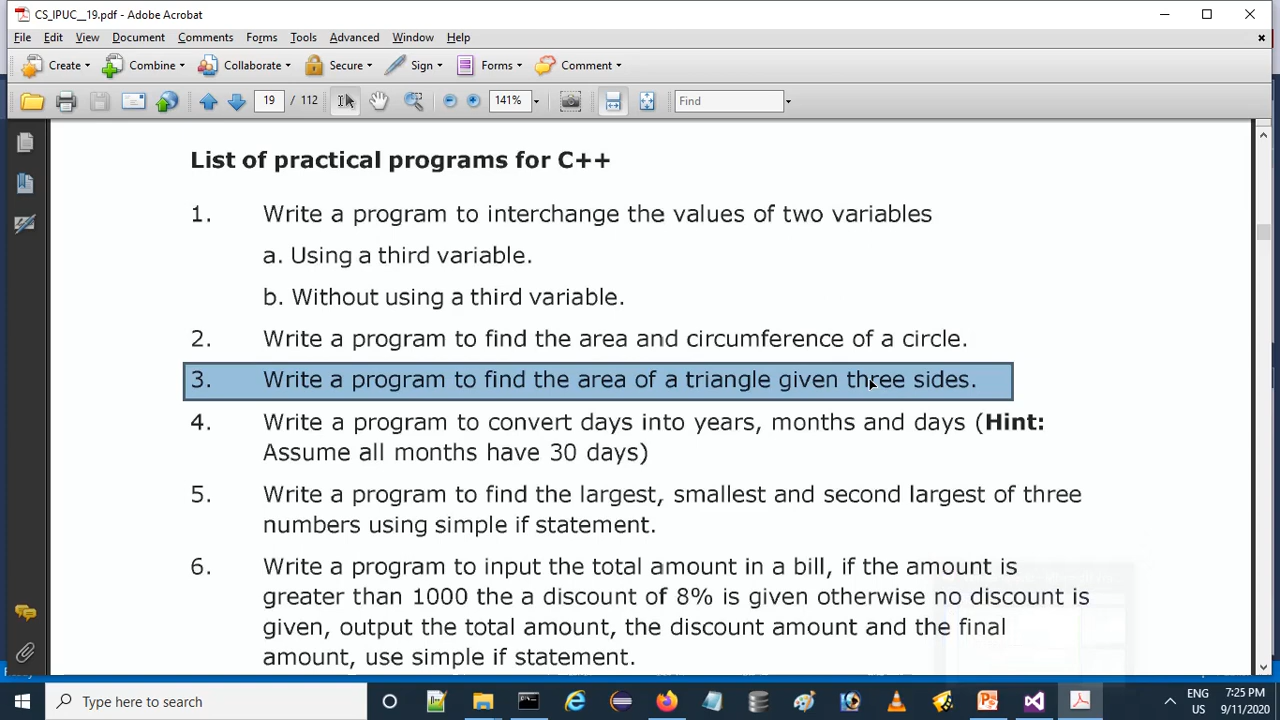 CS_IPUC__19.pdf - Adobe Acrobat
File Edit View Document Comments Forms Tools Advanced Window Help
Create Combine Collaborate Secure Sign Forms Comment
19 / 112 141% Find
List of practical programs for C++
1. Write a program to interchange the values of two variables
a. Using a third variable.
b. Without using a third variable.
2. Write a program to find the area and circumference of a circle.
3. Write a program to find the area of a triangle given three sides.
4. Write a program to convert days into years, months and days (Hint:
Assume all months have 30 days)
5. Write a program to find the largest, smallest and second largest of three
numbers using simple if statement.
6. Write a program to input the total amount in a bill, if the amount is
greater than 1000 the a discount of 8% is given otherwise no discount is
given, output the total amount, the discount amount and the final
amount, use simple if statement.
Type here to search
ENG 7:25 PM
US 9/11/2020